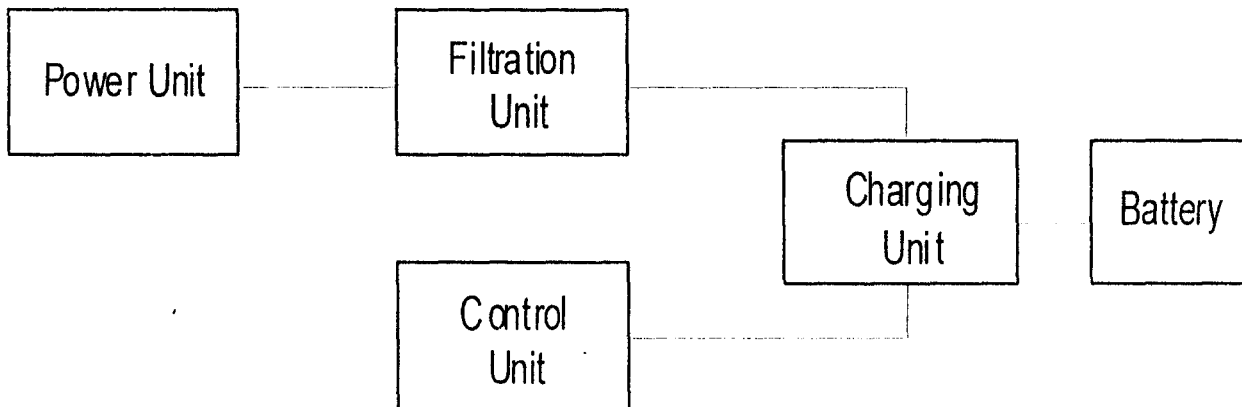 Power Unit
Filtration
Unit
Charging
Unit
Battery
Control
Unit